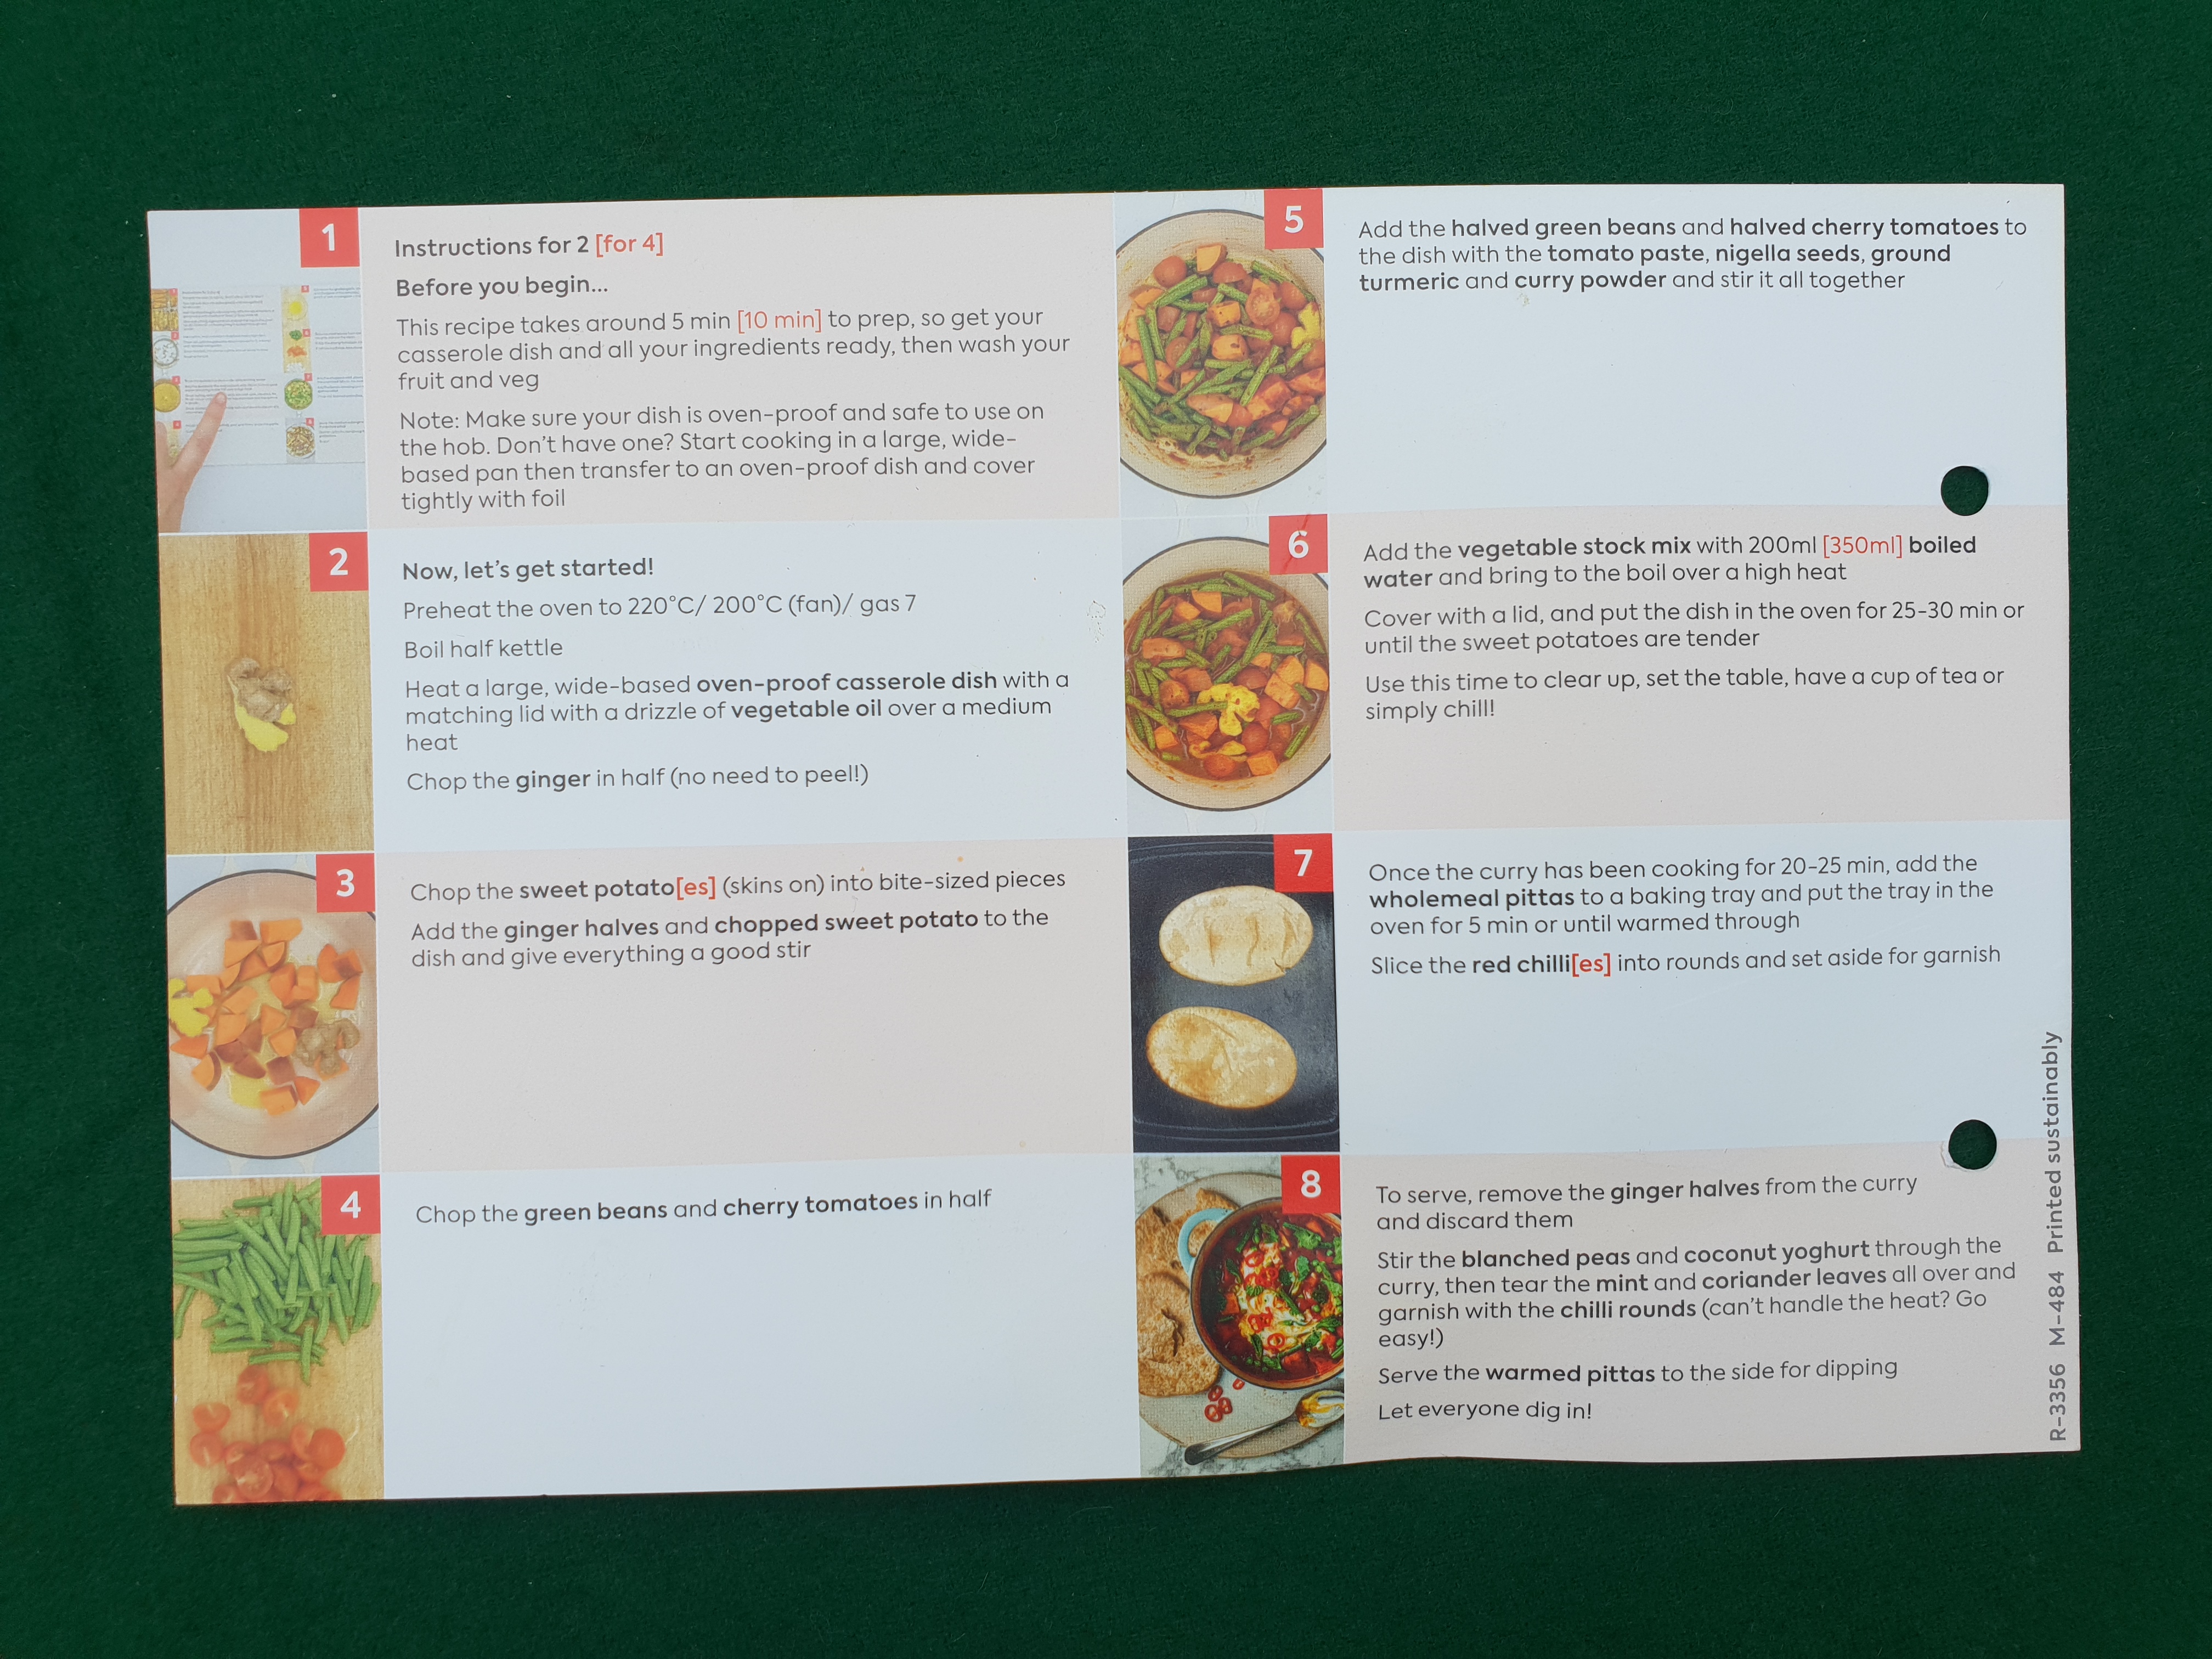 1
Instructions for 2 [for 4]
Before you begin...
This recipe takes around 5 min [10 min] to prep, so get your
casserole dish and all your ingredients ready, then wash your
fruit and veg
Note: Make sure your dish is oven-proof and safe to use on
the hob. Don't have one? Start cooking in a large, wide-
based pan then transfer to an oven-proof dish and cover
tightly with foil
2
Now, let's get started!
Preheat the oven to 220°C/ 200°C (fan)/ gas 7
Boil half kettle
Heat a large, wide-based oven-proof casserole dish with a
matching lid with a drizzle of vegetable oil over a medium
heat
Chop the ginger in half (no need to peel!)
3
Chop the sweet potato[es] (skins on) into bite-sized pieces
Add the ginger halves and chopped sweet potato to the
dish and give everything a good stir
4
Chop the green beans and cherry tomatoes in half
5
Add the halved green beans and halved cherry tomatoes to
the dish with the tomato paste, nigella seeds, ground
turmeric and curry powder and stir it all together
6
Add the vegetable stock mix with 200ml [350ml] boiled
water and bring to the boil over a high heat
Cover with a lid, and put the dish in the oven for 25-30 min or
until the sweet potatoes are tender
Use this time to clear up, set the table, have a cup of tea or
simply chill!
7
Once the curry has been cooking for 20-25 min, add the
wholemeal pittas to a baking tray and put the tray in the
oven for 5 min or until warmed through
Slice the red chilli[es] into rounds and set aside for garnish
8
To serve, remove the ginger halves from the curry
and discard them
Stir the blanched peas and coconut yoghurt through the
curry, then tear the mint and coriander leaves all over and
garnish with the chilli rounds (can't handle the heat? Go
easy!)
Serve the warmed pittas to the side for dipping
Let everyone dig in!
R-3356 M-484 Printed sustainably